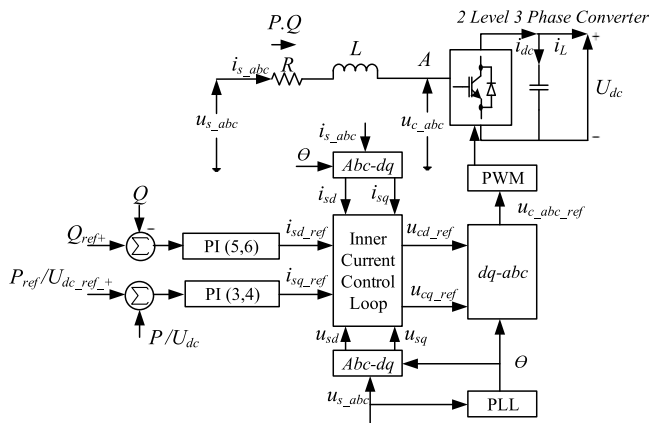 2 Level 3 Phase Converter
P.Q
i_dc
i_L
+
i_s_abc
R
L
A
U_dc
u_s_abc
u_c_abc
−
i_s_abc
Θ
Abc-dq
PWM
i_sd
i_sq
u_c_abc_ref
Q
−
Q_ref+
Σ
PI (5,6)
i_sd_ref
Inner
Current
Control
Loop
u_cd_ref
dq-abc
P_ref/U_dc_ref_+
Σ
PI (3,4)
i_sq_ref
u_cq_ref
P/U_dc
u_sd
u_sq
Abc-dq
Θ
u_s_abc
PLL